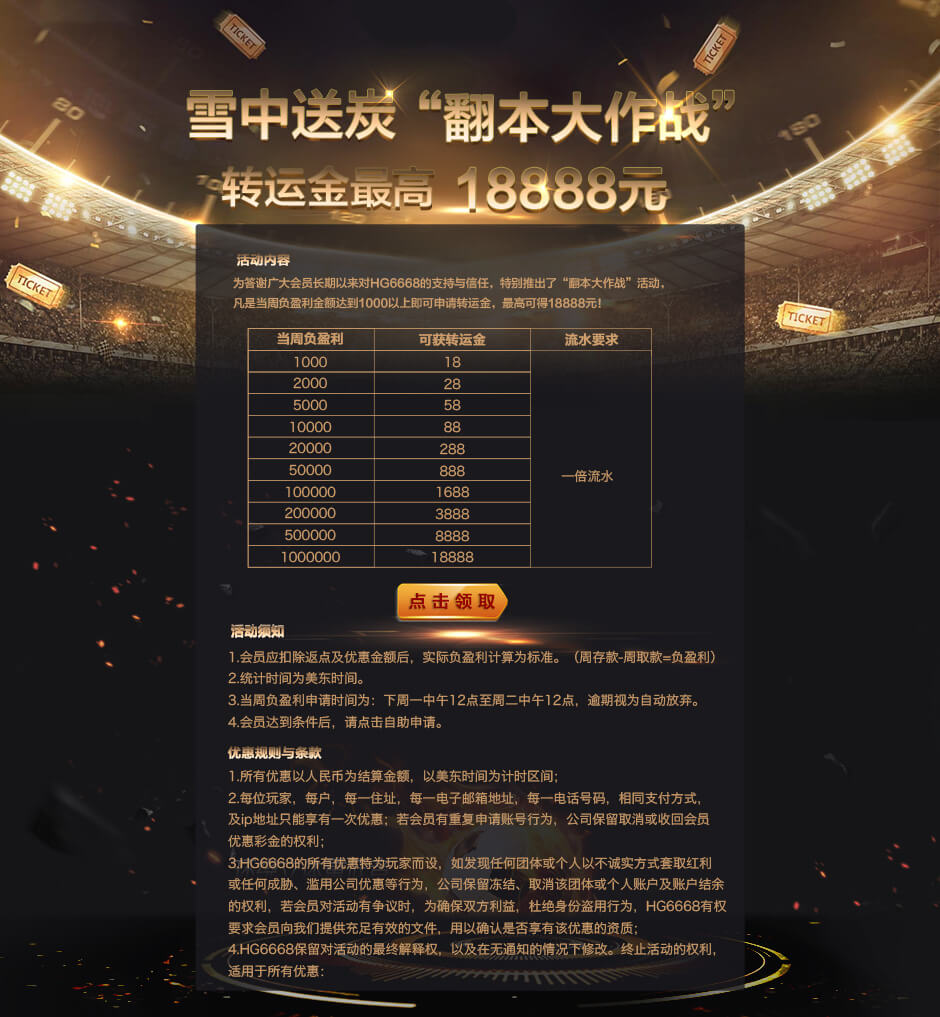 TICKET
TICKET
雪中送炭“翻本大作战”
转运金最高 18888元
TICKET
TICKET
活动内容
为答谢广大会员长期以来对HG6668的支持与信任，特别推出了“翻本大作战”活动，
凡是当周负盈利金额达到1000以上即可申请转运金，最高可得18888元!
当周负盈利 可获转运金 流水要求
1000 18
2000 28
5000 58
10000 88
20000 288
50000 888
一倍流水
100000 1688
200000 3888
500000 8888
1000000 18888
点击领取
活动须知
1.会员应扣除返点及优惠金额后，实际负盈利计算为标准。（周存款-周取款=负盈利）
2.统计时间为美东时间。
3.当周负盈利申请时间为：下周一中午12点至周二中午12点，逾期视为自动放弃。
4.会员达到条件后，请点击自助申请。
优惠规则与条款
1.所有优惠以人民币为结算金额，以美东时间为计时区间；
2.每位玩家，每户，每一住址，每一电子邮箱地址，每一电话号码，相同支付方式，
及ip地址只能享有一次优惠；若会员有重复申请账号行为，公司保留取消或收回会员
优惠彩金的权利；
3.HG6668的所有优惠特为玩家而设，如发现任何团体或个人以不诚实方式套取红利
或任何成胁、滥用公司优惠等行为，公司保留冻结、取消该团体或个人账户及账户结余
的权利，若会员对活动有争议时，为确保双方利益，杜绝身份盗用行为，HG6668有权
要求会员向我们提供充足有效的文件，用以确认是否享有该优惠的资质；
4.HG6668保留对活动的最终解释权，以及在无通知的情况下修改。终止活动的权利，
适用于所有优惠：